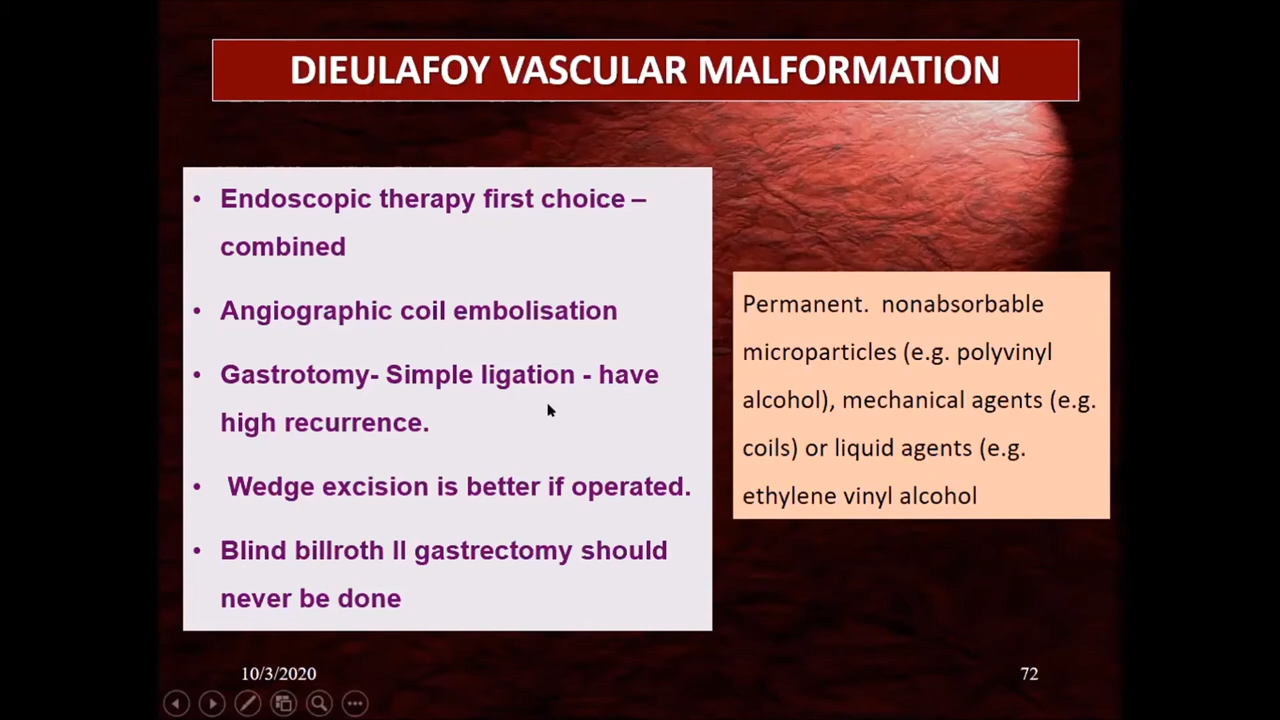 DIEULAFOY VASCULAR MALFORMATION
• Endoscopic therapy first choice –
combined
• Angiographic coil embolisation
• Gastrotomy- Simple ligation - have
high recurrence.
• Wedge excision is better if operated.
• Blind billroth II gastrectomy should
never be done
Permanent. nonabsorbable
microparticles (e.g. polyvinyl
alcohol), mechanical agents (e.g.
coils) or liquid agents (e.g.
ethylene vinyl alcohol
10/3/2020
72